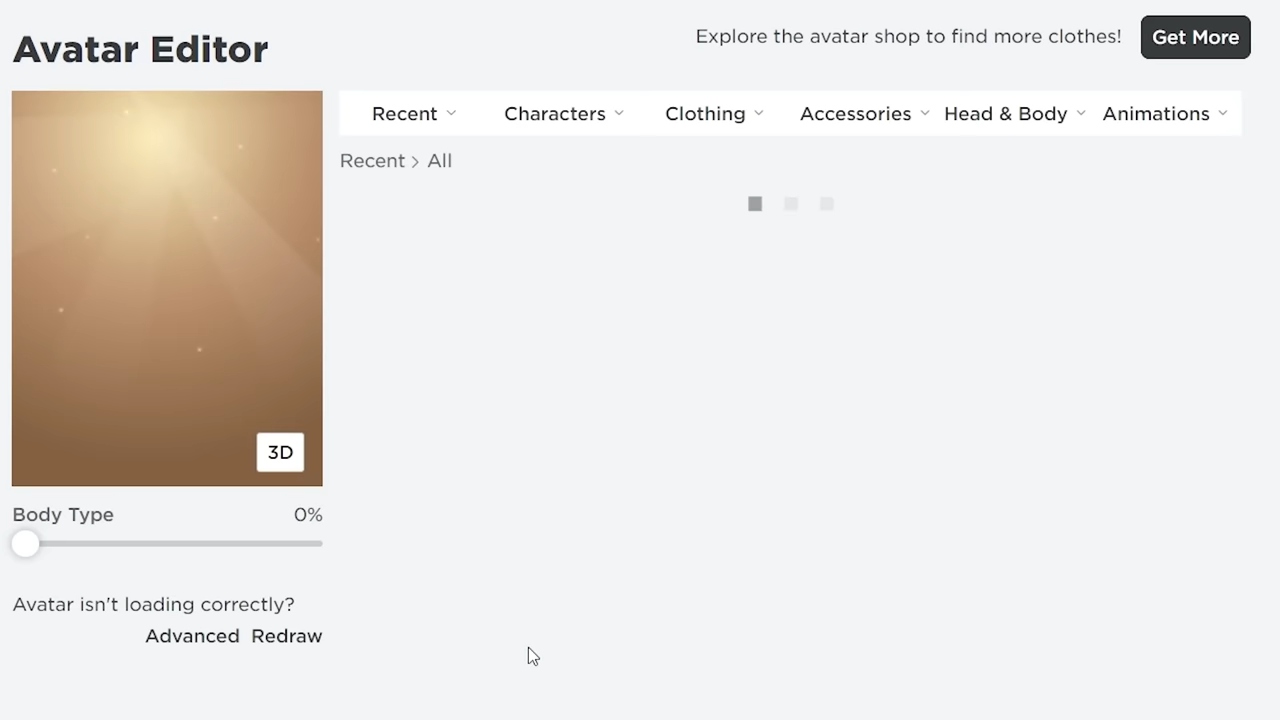 Avatar Editor
Explore the avatar shop to find more clothes!
Get More
Recent
Characters
Clothing
Accessories
Head & Body
Animations
Recent > All
3D
Body Type
0%
Avatar isn't loading correctly?
Advanced
Redraw